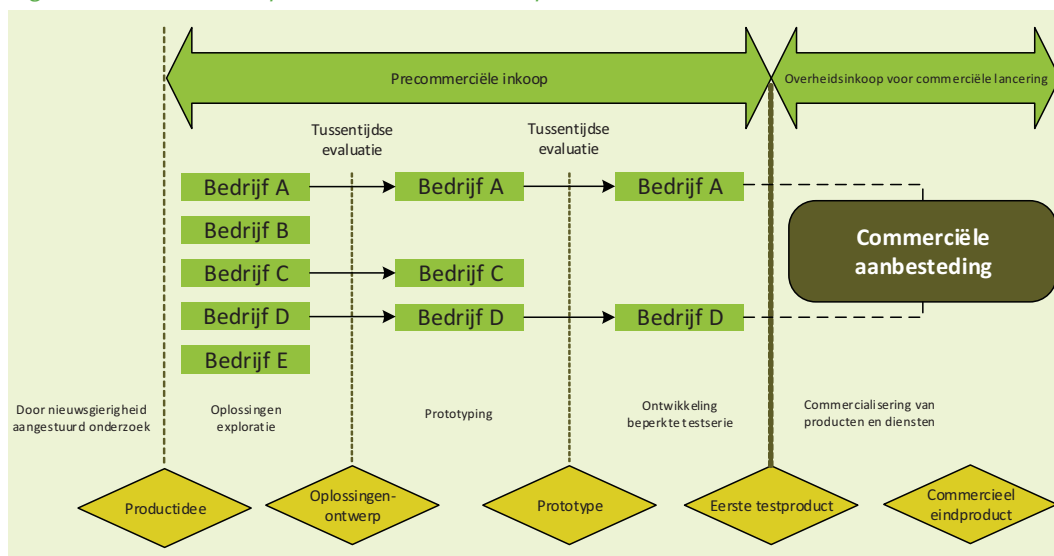 Precommerciële inkoop
Overheidsinkoop voor commerciële lancering
Tussentijdse
evaluatie
Tussentijdse
evaluatie
Bedrijf A
Bedrijf A
Bedrijf A
Bedrijf B
Commerciële
aanbesteding
Bedrijf C
Bedrijf C
Bedrijf D
Bedrijf D
Bedrijf D
Bedrijf E
Door nieuwsgierigheid
aangestuurd onderzoek
Oplossingen
exploratie
Prototyping
Ontwikkeling
beperkte testserie
Commercialisering van
producten en diensten
Productidee
Oplossingen-
ontwerp
Prototype
Eerste testproduct
Commercieel
eindproduct